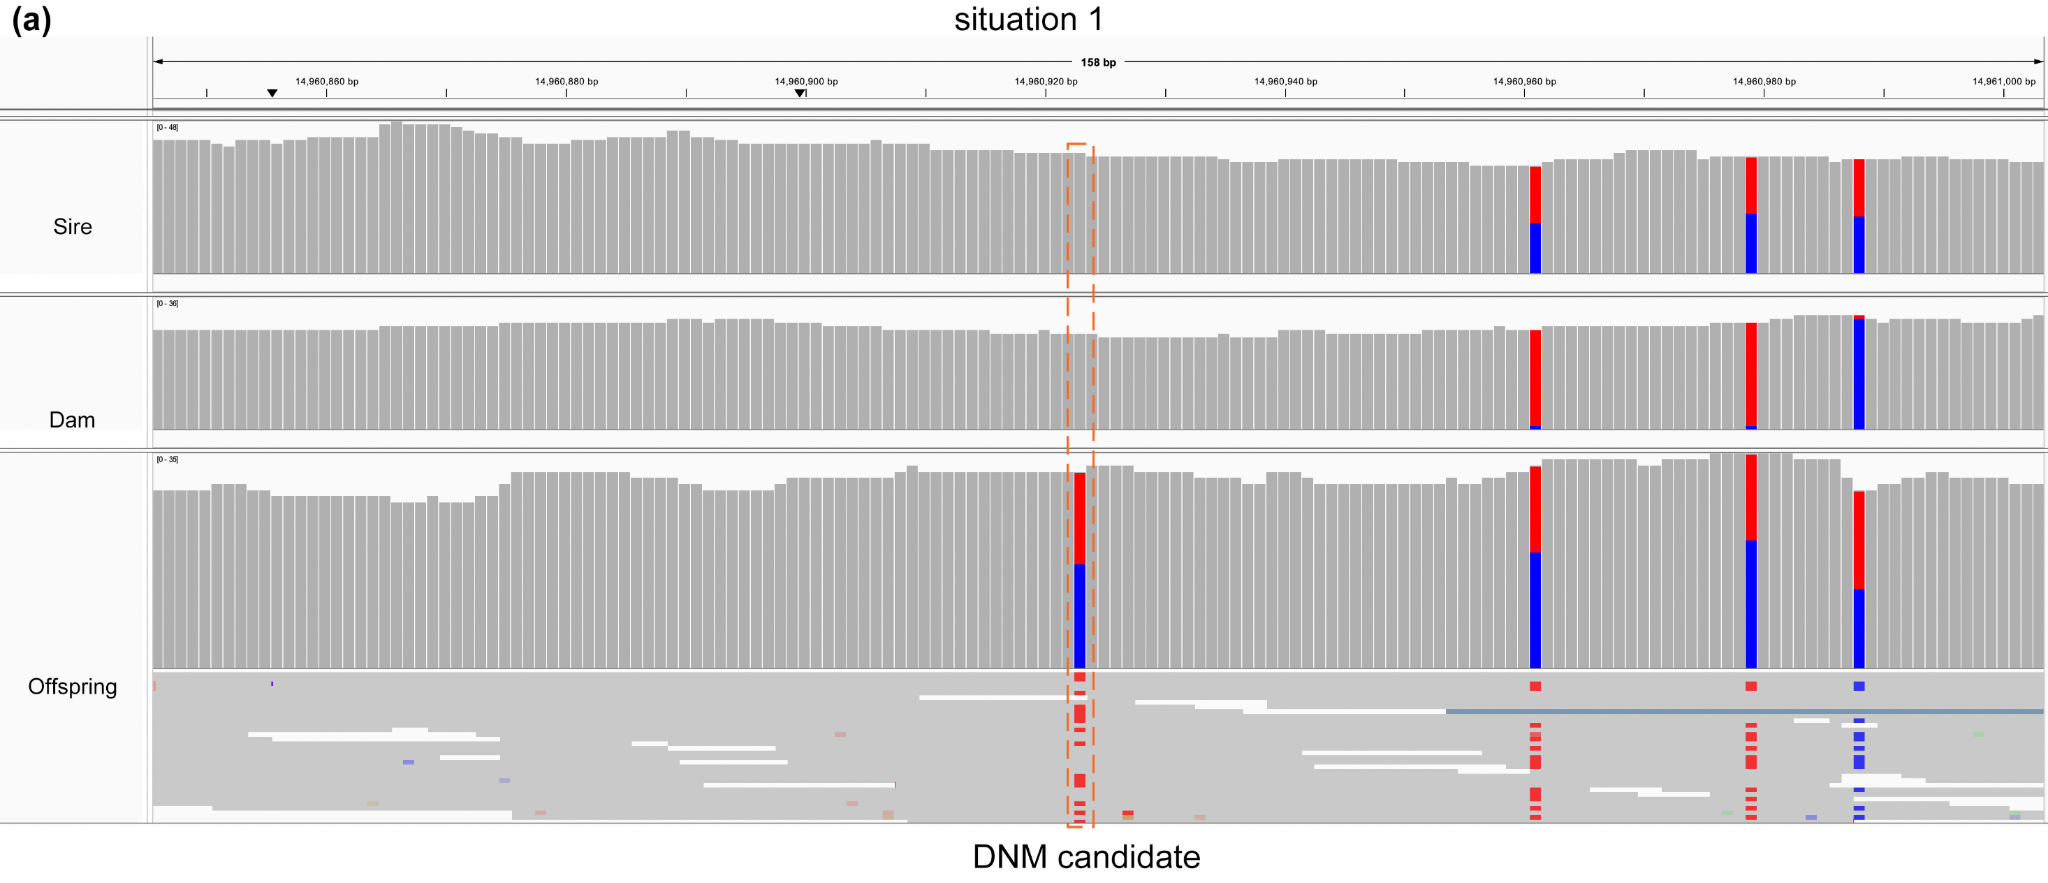 (a)
situation 1
158 bp
14,960,860 bp 14,960,880 bp 14,960,900 bp 14,960,920 bp 14,960,940 bp 14,960,960 bp 14,960,980 bp 14,961,000 bp
[0 - 48]
Sire
[0 - 36]
Dam
[0 - 35]
Offspring
DNM candidate